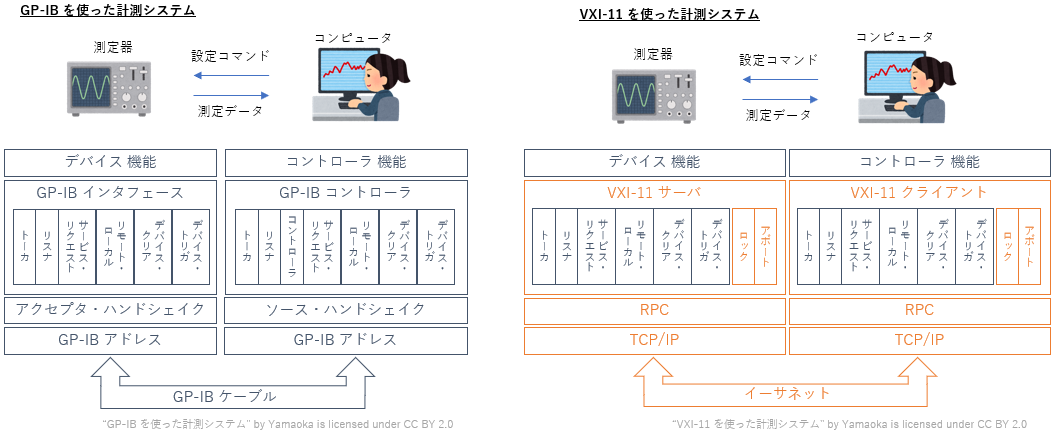 GP-IB を使った計測システム
測定器
設定コマンド
測定データ
コンピュータ
デバイス 機能
コントローラ 機能
GP-IB インタフェース
GP-IB コントローラ
トーカ
リスナ
サービス・
リクエスト
リモート・
ローカル
デバイス・
クリア
デバイス・
トリガ
トーカ
リスナ
コントローラ
サービス・
リクエスト
リモート・
ローカル
デバイス・
クリア
デバイス・
トリガ
アクセプタ・ハンドシェイク
ソース・ハンドシェイク
GP-IB アドレス
GP-IB アドレス
GP-IB ケーブル
“GP-IB を使った計測システム” by Yamaoka is licensed under CC BY 2.0
VXI-11 を使った計測システム
測定器
設定コマンド
測定データ
コンピュータ
デバイス 機能
コントローラ 機能
VXI-11 サーバ
VXI-11 クライアント
トーカ
リスナ
サービス・
リクエスト
リモート・
ローカル
デバイス・
クリア
デバイス・
トリガ
ロック
アボート
トーカ
リスナ
サービス・
リクエスト
リモート・
ローカル
デバイス・
クリア
デバイス・
トリガ
ロック
アボート
RPC
RPC
TCP/IP
TCP/IP
イーサネット
“VXI-11 を使った計測システム” by Yamaoka is licensed under CC BY 2.0